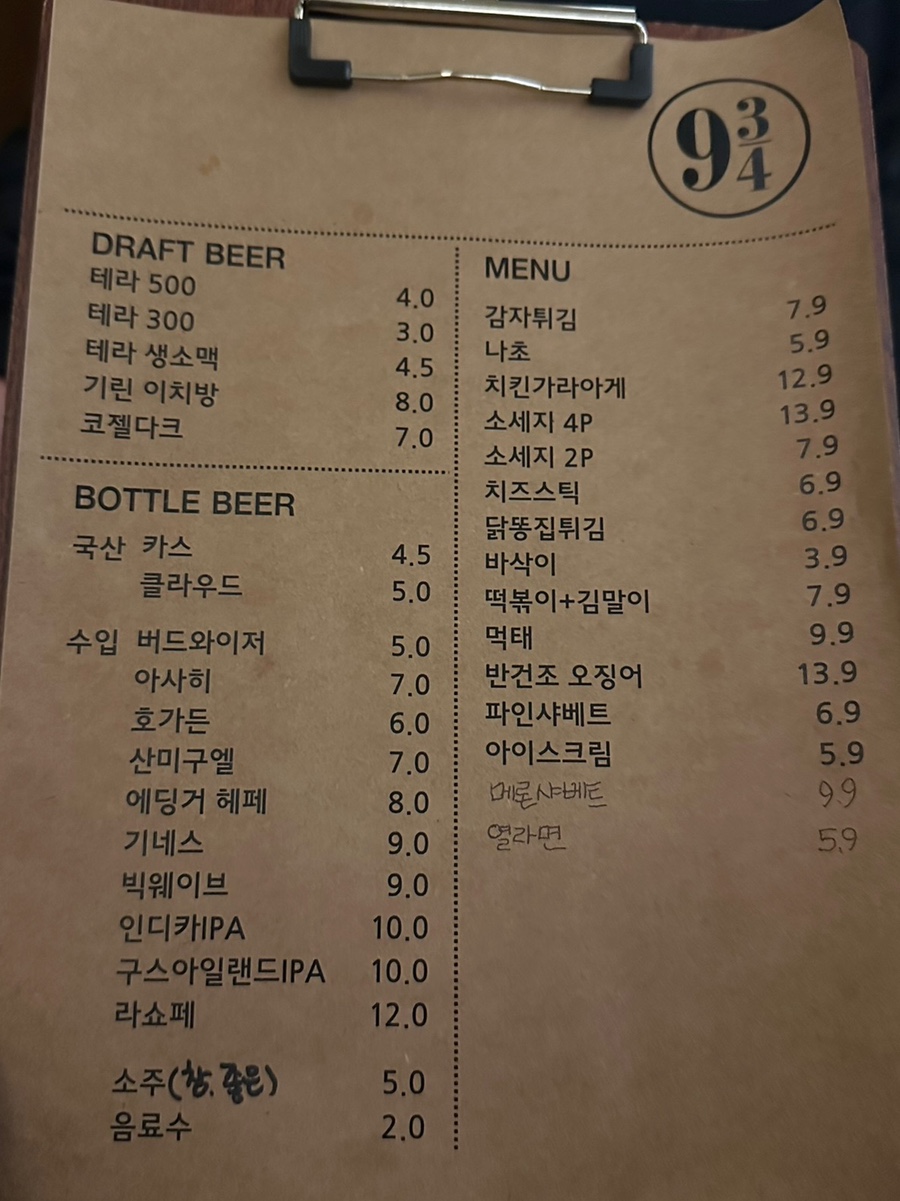 9 3/4
DRAFT BEER
테라 500 4.0
테라 300 3.0
테라 생소맥 4.5
기린 이치방 8.0
코젤다크 7.0
BOTTLE BEER
국산 카스 4.5
클라우드 5.0
수입 버드와이저 5.0
아사히 7.0
호가든 6.0
산미구엘 7.0
에딩거 헤페 8.0
기네스 9.0
빅웨이브 9.0
인디카IPA 10.0
구스아일랜드IPA 10.0
라쇼페 12.0
소주(참. 좋은) 5.0
음료수 2.0
MENU
감자튀김 7.9
나초 5.9
치킨가라아게 12.9
소세지 4P 13.9
소세지 2P 7.9
치즈스틱 6.9
닭똥집튀김 6.9
바삭이 3.9
떡볶이+김말이 7.9
먹태 9.9
반건조 오징어 13.9
파인샤베트 6.9
아이스크림 5.9
메론샤베트 9.9
열라면 5.9